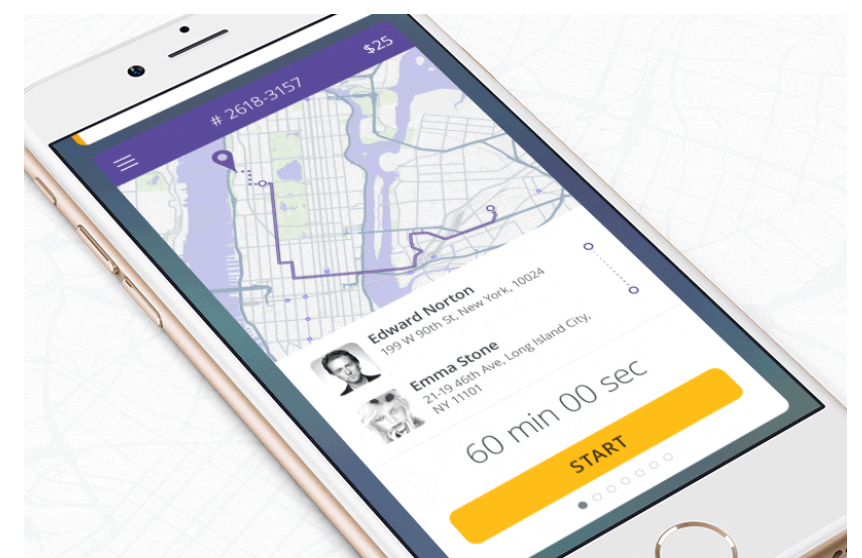 # 2618-3157
$25
Edward Norton
199 W 90th St, New York, 10024
Emma Stone
21-19 46th Ave, Long Island City,
NY 11101
60 min 00 sec
START